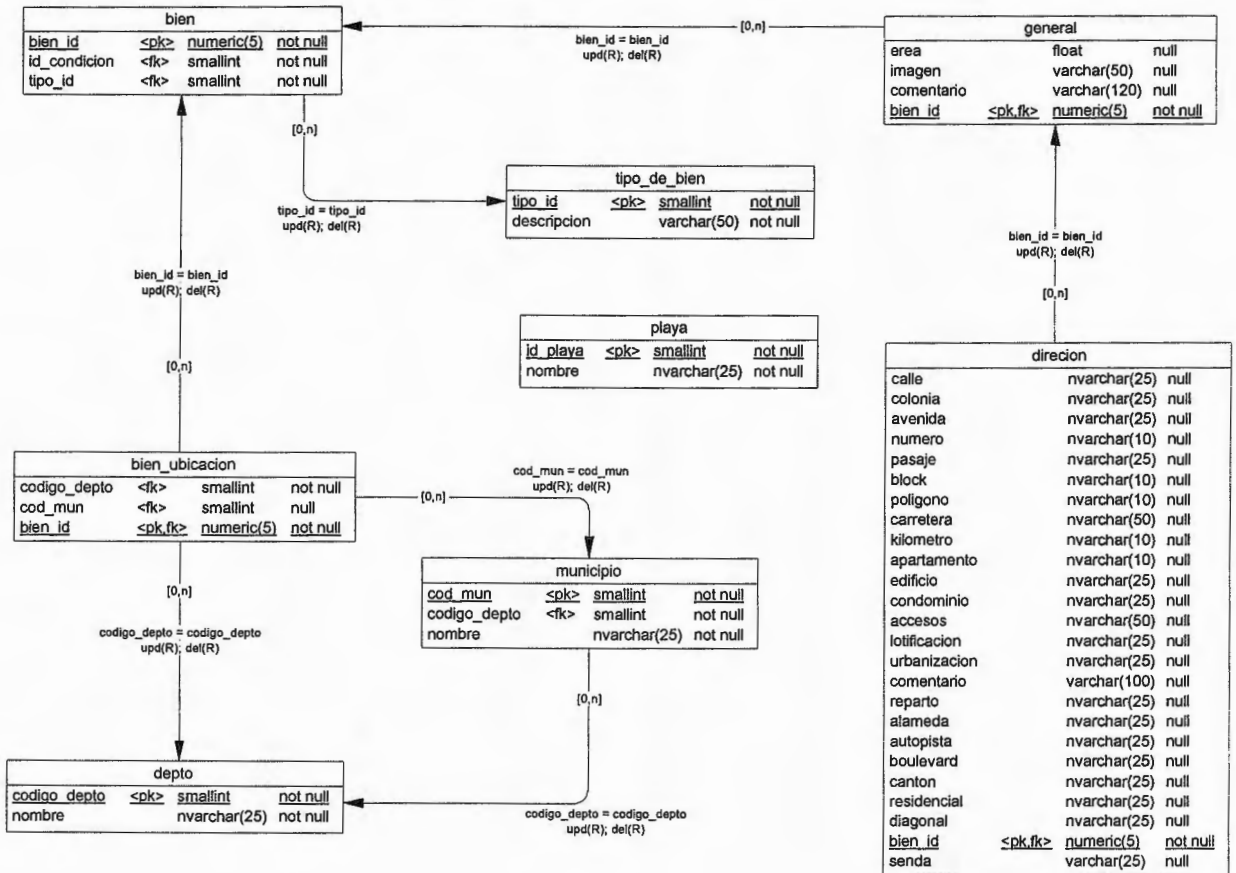 bien
bien_id <pk> numeric(5) not null
id_condicion <fk> smallint not null
tipo_id <fk> smallint not null
[0,n]
bien_id = bien_id
upd(R); del(R)
general
erea float null
imagen varchar(50) null
comentario varchar(120) null
bien_id <pk,fk> numeric(5) not null
[0,n]
tipo_id = tipo_id
upd(R); del(R)
tipo_de_bien
tipo_id <pk> smallint not null
descripcion varchar(50) not null
bien_id = bien_id
upd(R); del(R)
[0,n]
bien_id = bien_id
upd(R); del(R)
[0,n]
playa
id_playa <pk> smallint not null
nombre nvarchar(25) not null
direcion
calle nvarchar(25) null
colonia nvarchar(25) null
avenida nvarchar(25) null
numero nvarchar(10) null
pasaje nvarchar(25) null
block nvarchar(10) null
poligono nvarchar(10) null
carretera nvarchar(50) null
kilometro nvarchar(10) null
apartamento nvarchar(10) null
edificio nvarchar(25) null
condominio nvarchar(25) null
accesos nvarchar(50) null
lotificacion nvarchar(25) null
urbanizacion nvarchar(25) null
comentario varchar(100) null
reparto nvarchar(25) null
alameda nvarchar(25) null
autopista nvarchar(25) null
boulevard nvarchar(25) null
canton nvarchar(25) null
residencial nvarchar(25) null
diagonal nvarchar(25) null
bien_id <pk,fk> numeric(5) not null
senda varchar(25) null
bien_ubicacion
codigo_depto <fk> smallint not null
cod_mun <fk> smallint null
bien_id <pk,fk> numeric(5) not null
[0,n]
cod_mun = cod_mun
upd(R); del(R)
municipio
cod_mun <pk> smallint not null
codigo_depto <fk> smallint not null
nombre nvarchar(25) not null
[0,n]
codigo_depto = codigo_depto
upd(R); del(R)
[0,n]
codigo_depto = codigo_depto
upd(R); del(R)
depto
codigo_depto <pk> smallint not null
nombre nvarchar(25) not null